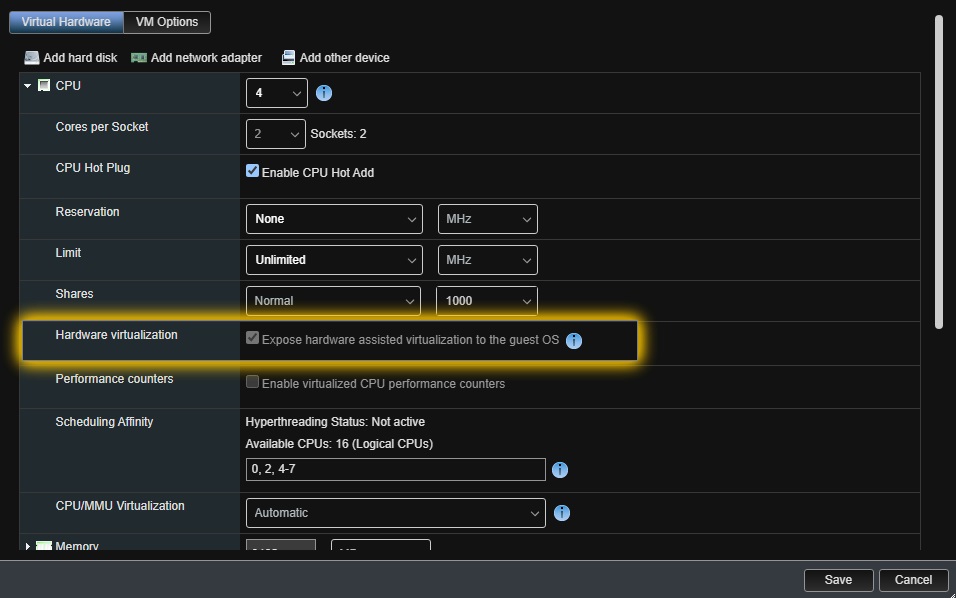 Virtual Hardware VM Options
Add hard disk Add network adapter Add other device
CPU 4
Cores per Socket 2 Sockets: 2
CPU Hot Plug Enable CPU Hot Add
Reservation None MHz
Limit Unlimited MHz
Shares Normal 1000
Hardware virtualization Expose hardware assisted virtualization to the guest OS
Performance counters Enable virtualized CPU performance counters
Scheduling Affinity Hyperthreading Status: Not active
Available CPUs: 16 (Logical CPUs)
0, 2, 4-7
CPU/MMU Virtualization Automatic
Memory
Save Cancel